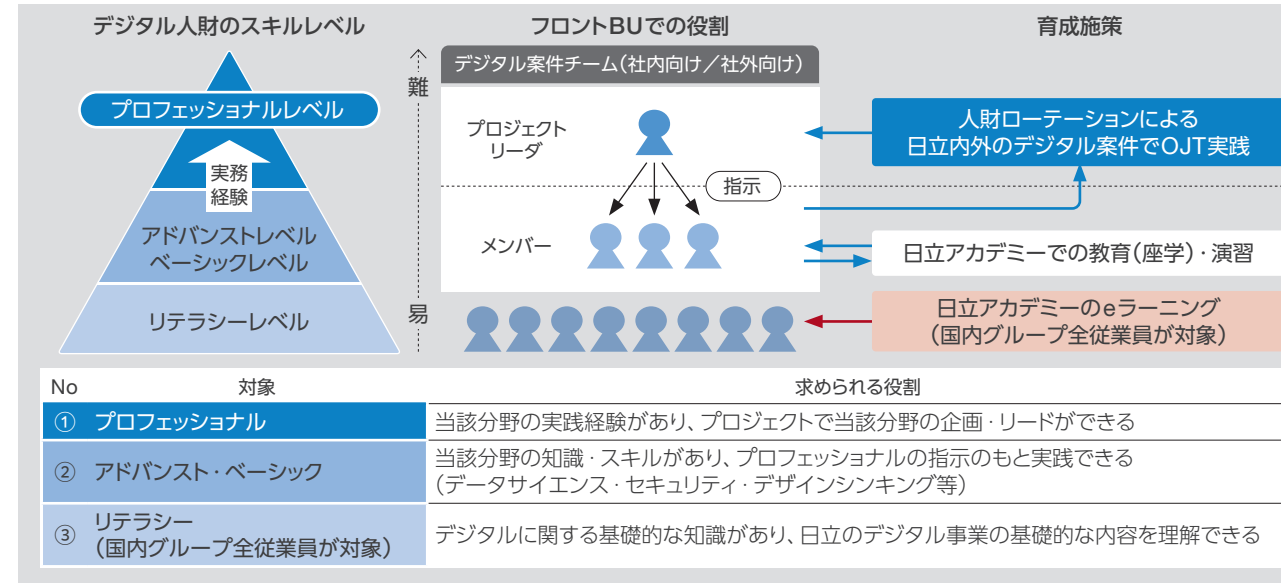 デジタル人財のスキルレベル
フロントBUでの役割
育成施策
プロフェッショナルレベル
実務
経験
アドバンストレベル
ベーシックレベル
リテラシーレベル
難
易
デジタル案件チーム(社内向け/社外向け)
プロジェクト
リーダ
指示
メンバー
人財ローテーションによる
日立内外のデジタル案件でOJT実践
日立アカデミーでの教育(座学)・演習
日立アカデミーのeラーニング
(国内グループ全従業員が対象)
No 対象 求められる役割
① プロフェッショナル 当該分野の実践経験があり、プロジェクトで当該分野の企画・リードができる
② アドバンスト・ベーシック 当該分野の知識・スキルがあり、プロフェッショナルの指示のもと実践できる
(データサイエンス・セキュリティ・デザインシンキング等)
③ リテラシー
(国内グループ全従業員が対象)
デジタルに関する基礎的な知識があり、日立のデジタル事業の基礎的な内容を理解できる